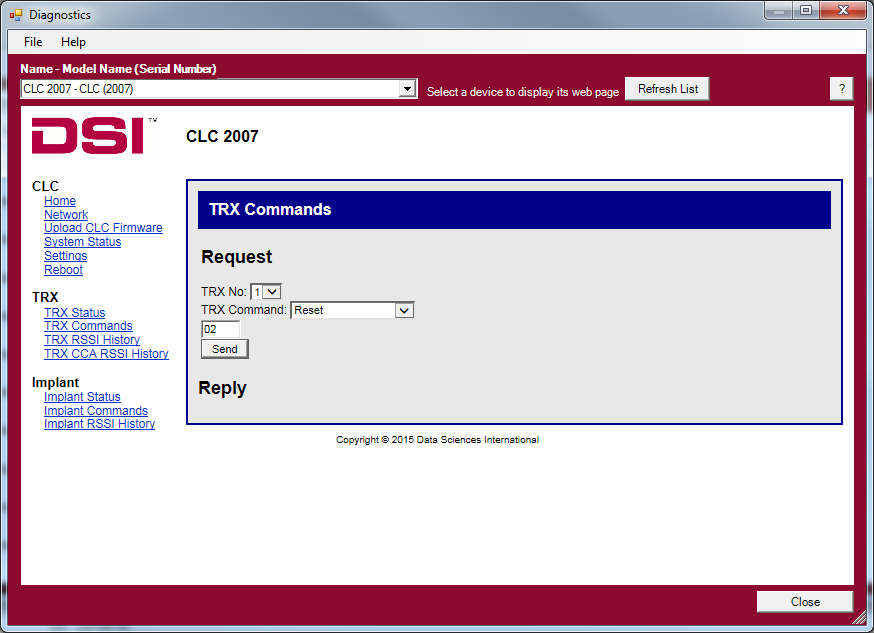 Diagnostics
File Help
Name - Model Name (Serial Number)
CLC 2007 - CLC (2007)
Select a device to display its web page
Refresh List
?
DSI™
CLC 2007
CLC
Home
Network
Upload CLC Firmware
System Status
Settings
Reboot
TRX
TRX Status
TRX Commands
TRX RSSI History
TRX CCA RSSI History
Implant
Implant Status
Implant Commands
Implant RSSI History
TRX Commands
Request
TRX No: 1
TRX Command: Reset
02
Send
Reply
Copyright © 2015 Data Sciences International
Close